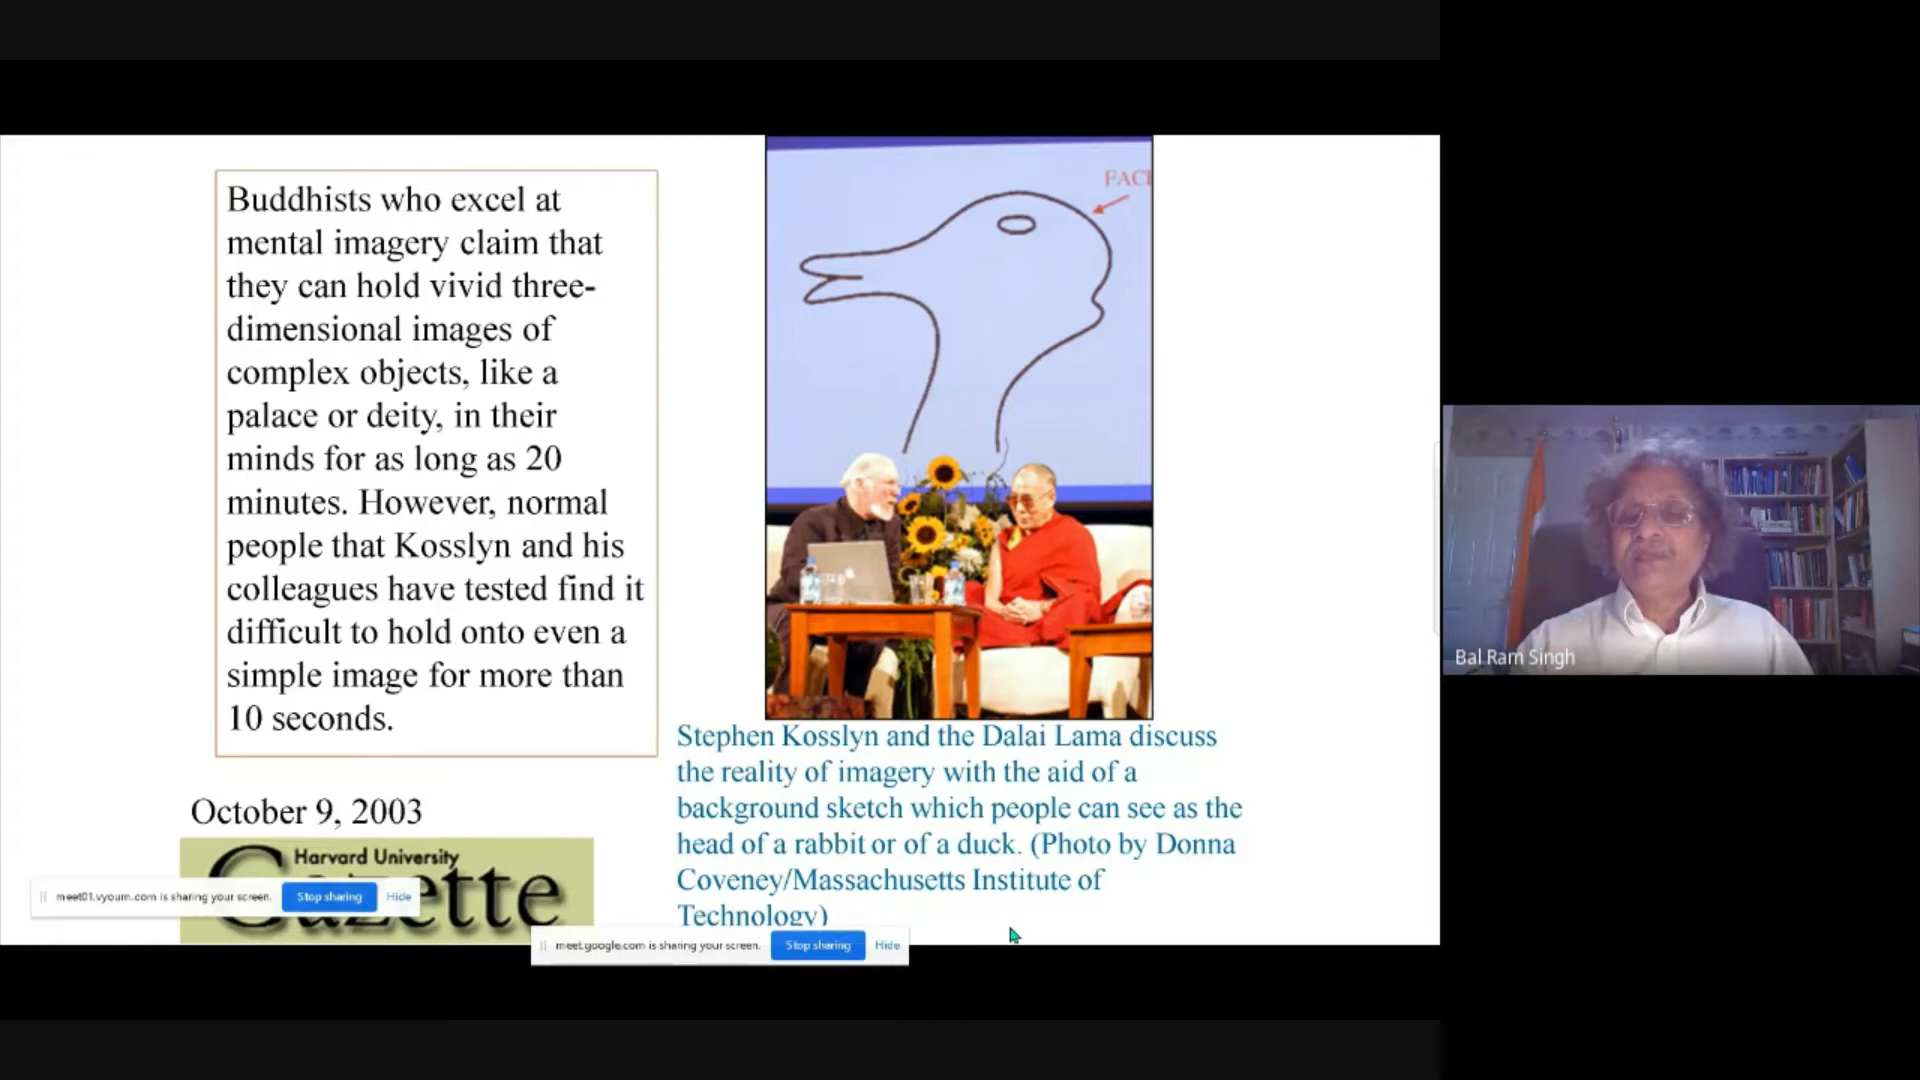 Buddhists who excel at
mental imagery claim that
they can hold vivid three-
dimensional images of
complex objects, like a
palace or deity, in their
minds for as long as 20
minutes. However, normal
people that Kosslyn and his
colleagues have tested find it
difficult to hold onto even a
simple image for more than
10 seconds.
October 9, 2003
Harvard University
meet01.vyoum.com is sharing your screen.
Stop sharing
Hide
meet.google.com is sharing your screen.
Stop sharing
Hide
Stephen Kosslyn and the Dalai Lama discuss
the reality of imagery with the aid of a
background sketch which people can see as the
head of a rabbit or of a duck. (Photo by Donna
Coveney/Massachusetts Institute of
Technology)
Bal Ram Singh